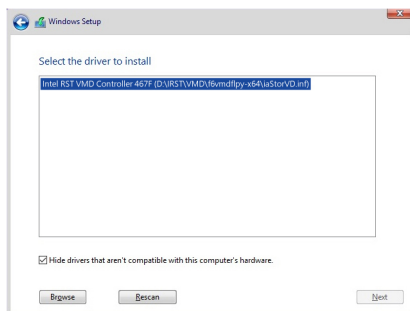 Windows Setup
Select the driver to install
Intel RST VMD Controller 467F (D:\IRST\VMD\f6vmdflpy-x64\iaStorVD.inf)
Hide drivers that aren't compatible with this computer's hardware.
Browse
Rescan
Next